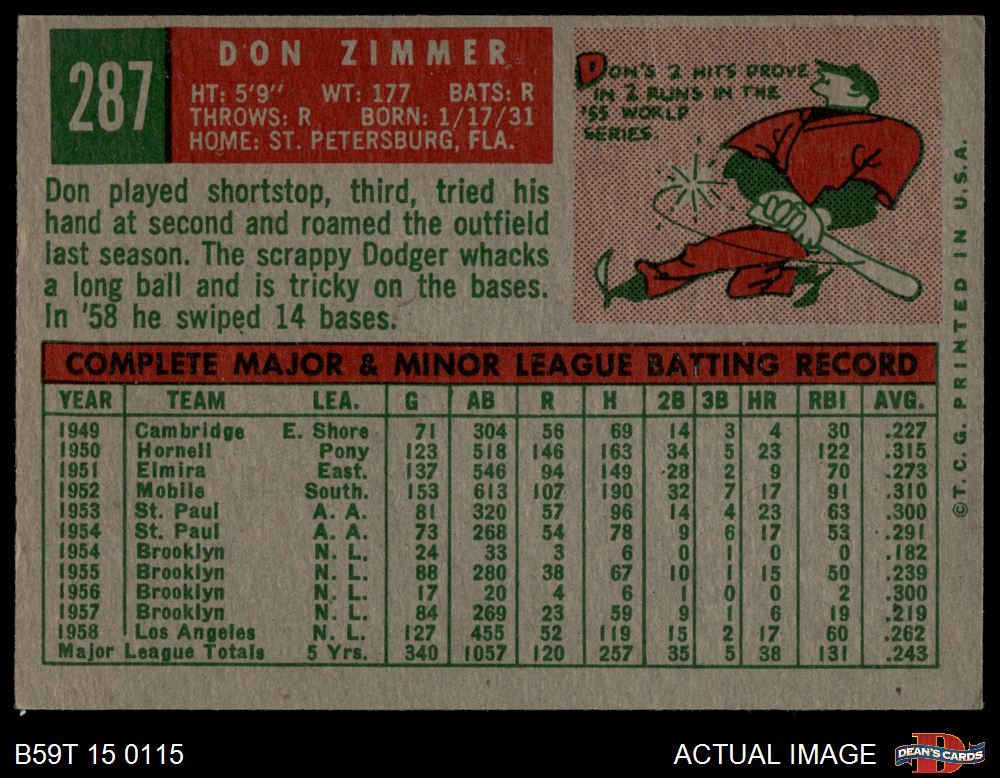 287
DON ZIMMER
HT: 5'9" WT: 177 BATS: R
THROWS: R BORN: 1/17/31
HOME: ST. PETERSBURG, FLA.
DON'S 2 HITS DROVE
IN 2 RUNS IN THE
'55 WORLD
SERIES
Don played shortstop, third, tried his
hand at second and roamed the outfield
last season. The scrappy Dodger whacks
a long ball and is tricky on the bases.
In '58 he swiped 14 bases.
COMPLETE MAJOR & MINOR LEAGUE BATTING RECORD
YEAR TEAM LEA. G AB R H 2B 3B HR RBI AVG.
1949 Cambridge E. Shore 71 304 56 69 14 3 4 30 .227
1950 Hornell Pony 123 518 146 163 34 5 23 122 .315
1951 Elmira East. 137 546 94 149 28 2 9 70 .273
1952 Mobile South. 153 613 107 190 32 7 17 91 .310
1953 St. Paul A. A. 81 320 57 96 14 4 23 63 .300
1954 St. Paul A. A. 73 268 54 78 9 6 17 53 .291
1954 Brooklyn N. L. 24 33 3 6 0 1 0 0 .182
1955 Brooklyn N. L. 88 280 38 67 10 1 15 50 .239
1956 Brooklyn N. L. 17 20 4 6 1 0 0 2 .300
1957 Brooklyn N. L. 84 269 23 59 9 1 6 19 .219
1958 Los Angeles N. L. 127 455 52 119 15 2 17 60 .262
Major League Totals 5 Yrs. 340 1057 120 257 35 5 38 131 .243
© T. C. G. PRINTED IN U.S.A.
B59T 15 0115
ACTUAL IMAGE
D
DEAN'S CARDS